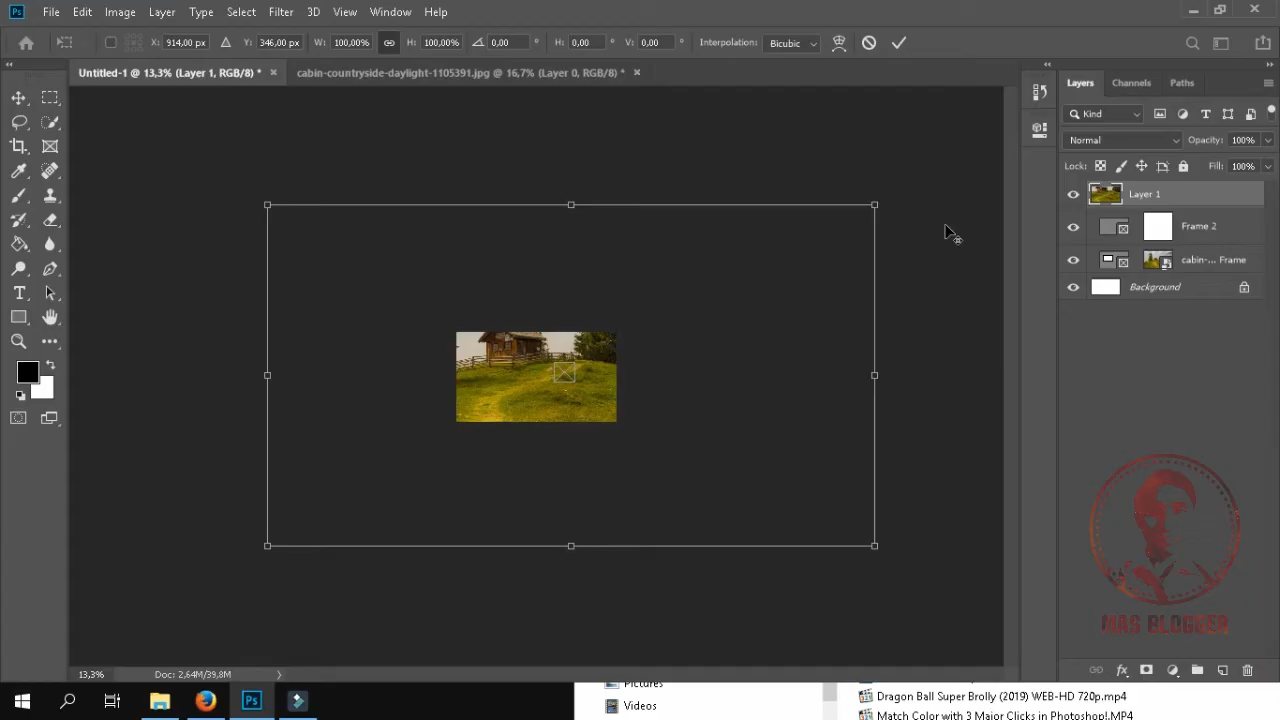 File Edit Image Layer Type Select Filter 3D View Window Help
X: 914,00 px Y: 346,00 px W: 100,00% H: 100,00% 0,00 ° H: 0,00 ° V: 0,00 ° Interpolation: Bicubic
Untitled-1 @ 13,3% (Layer 1, RGB/8) * × cabin-countryside-daylight-1105391.jpg @ 16,7% (Layer 0, RGB/8) * ×
Layers Channels Paths
Kind
Normal Opacity: 100%
Lock: Fill: 100%
Layer 1
Frame 2
cabin-... Frame
Background
MAS BLOGGER
13,3% Doc: 2,64M/39,8M
Ps
Pictures
Videos
Dragon Ball Super Brolly (2019) WEB-HD 720p.mp4
Match Color with 3 Major Clicks in Photoshop!.MP4